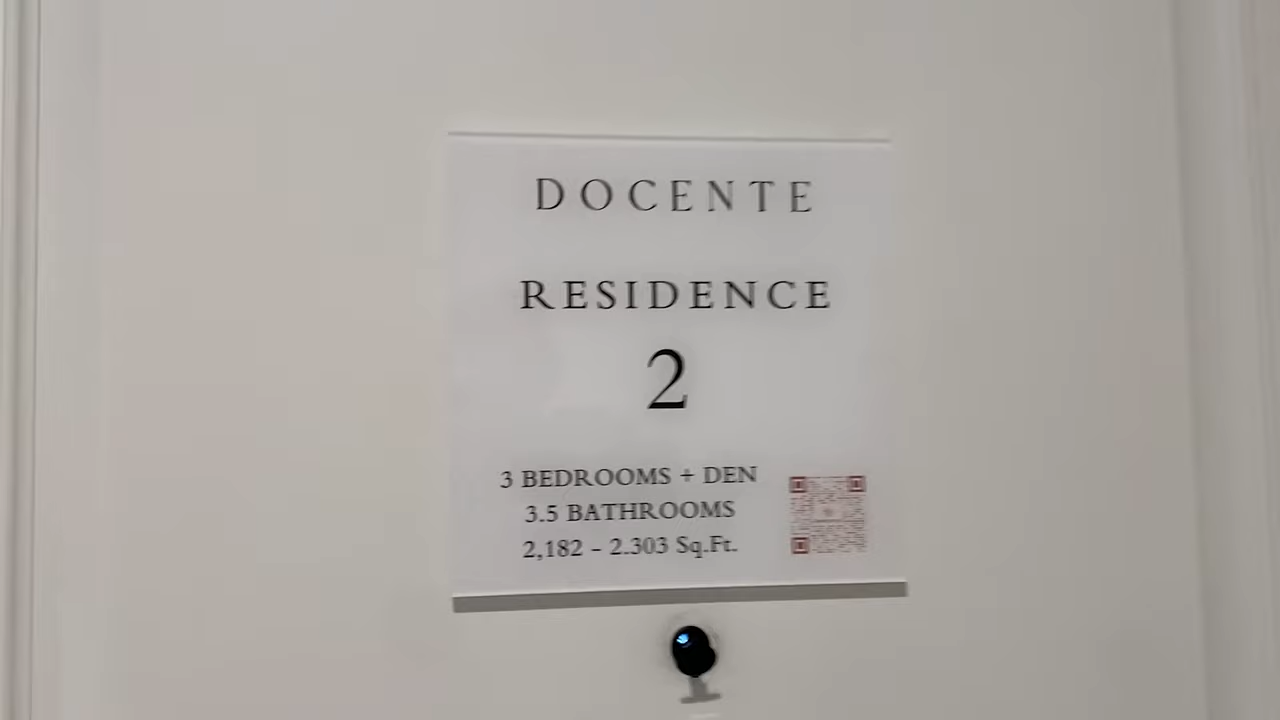 DOCENTE
RESIDENCE
2
3 BEDROOMS + DEN
3.5 BATHROOMS
2,182 – 2.303 Sq.Ft.